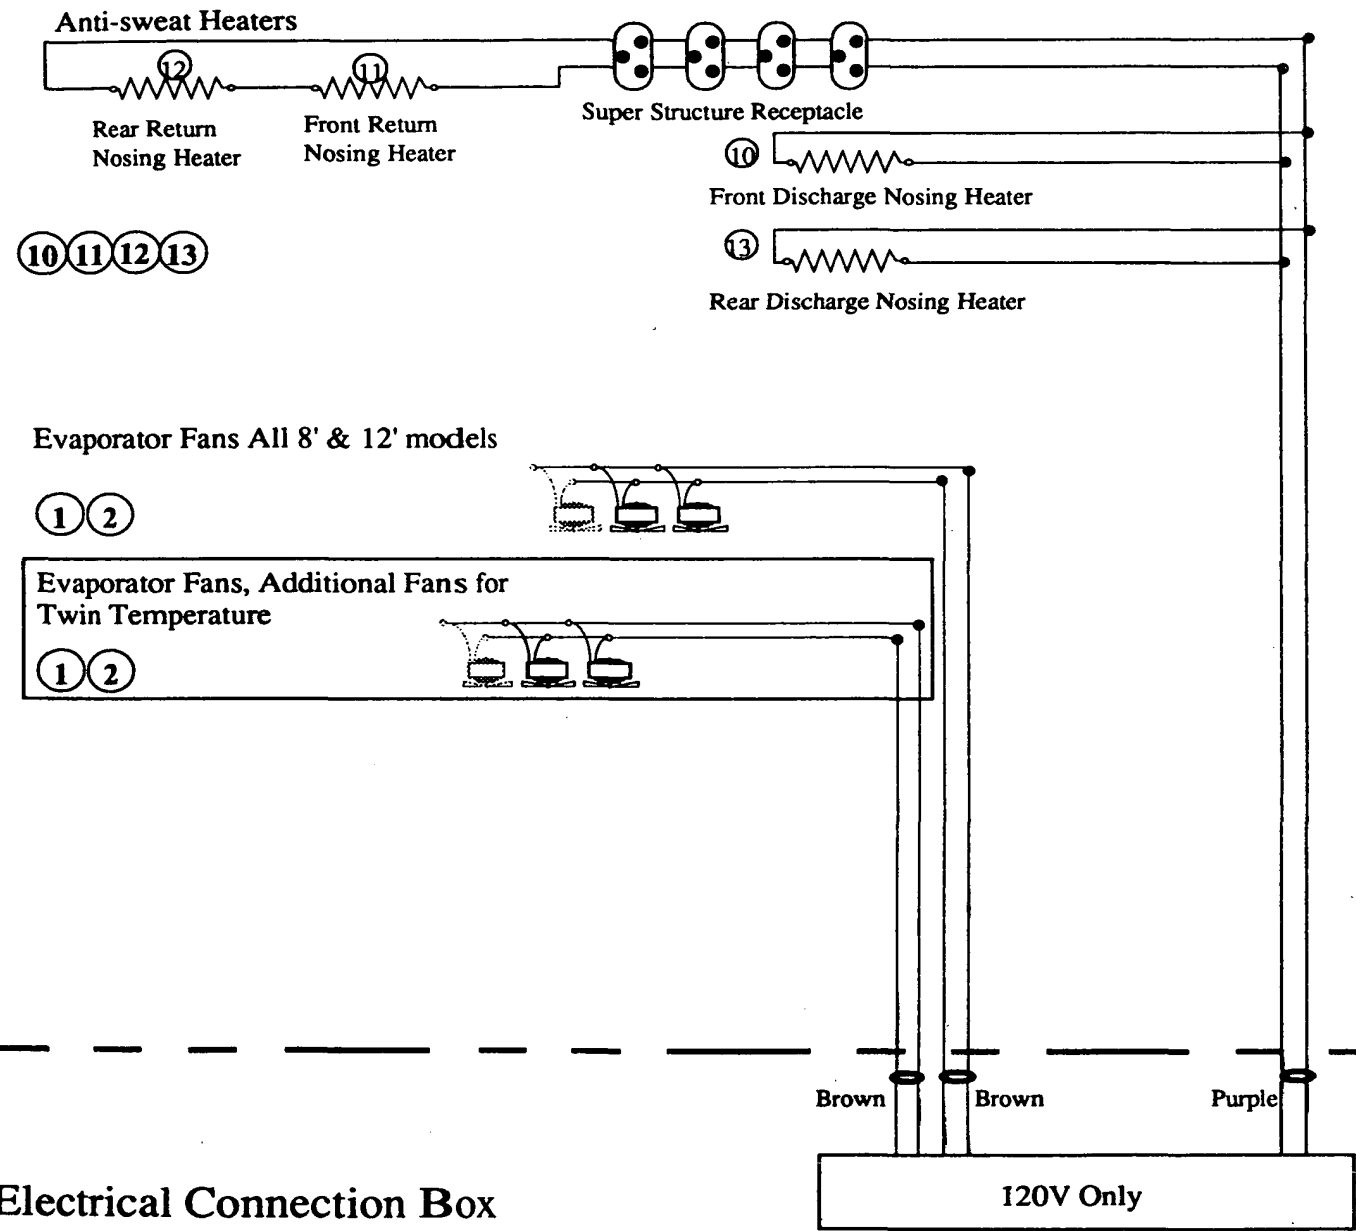 Anti-sweat Heaters
12
11
Rear Return
Nosing Heater
Front Return
Nosing Heater
Super Structure Receptacle
10
Front Discharge Nosing Heater
13
Rear Discharge Nosing Heater
10 11 12 13
Evaporator Fans All 8' & 12' models
1 2
Evaporator Fans, Additional Fans for
Twin Temperature
1 2
Brown
Brown
Purple
Electrical Connection Box
120V Only